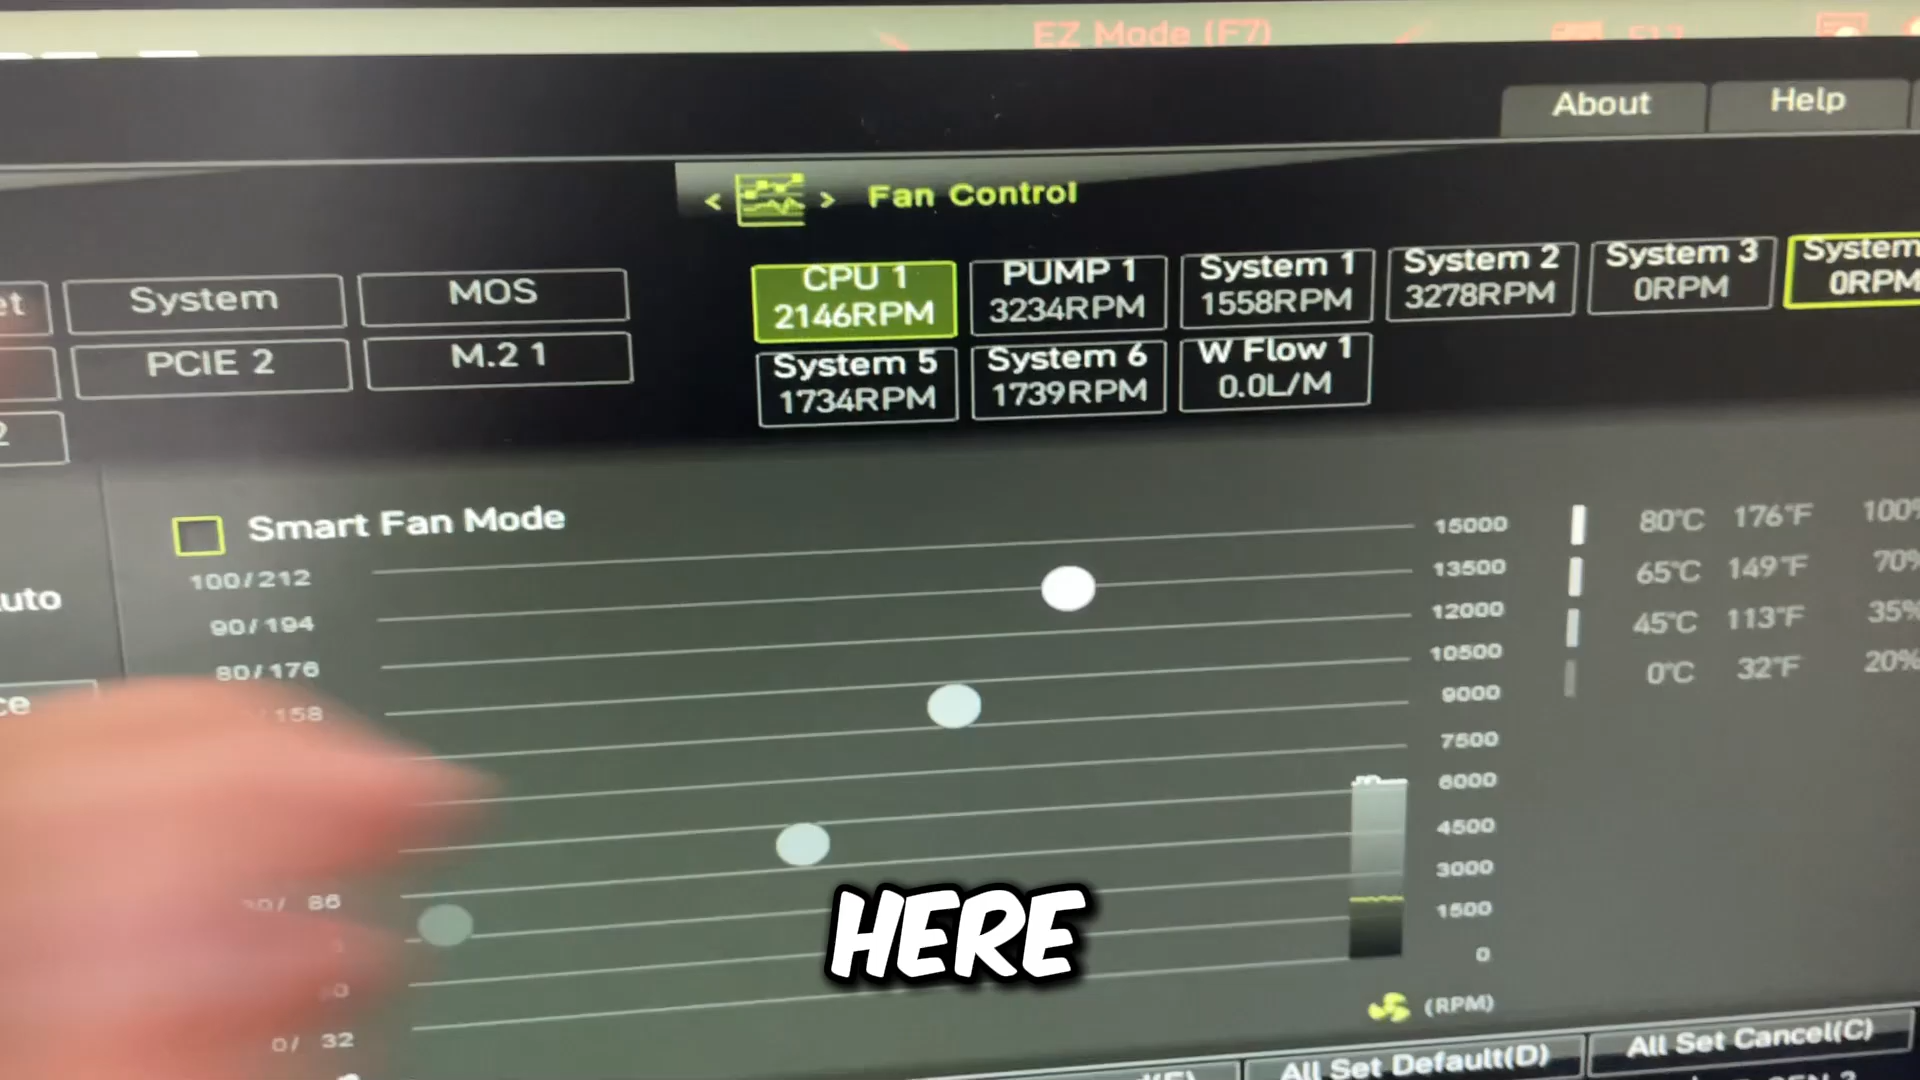 EZ Mode (F7)
About
Help
< > Fan Control
System
MOS
CPU 1
2146RPM
PUMP 1
3234RPM
System 1
1558RPM
System 2
3278RPM
System 3
0RPM
System
0RPM
PCIE 2
M.2 1
System 5
1734RPM
System 6
1739RPM
W Flow 1
0.0L/M
2
Smart Fan Mode
100/212
90/194
80/176
158
86
0/ 32
15000
13500
12000
10500
9000
7500
6000
4500
3000
1500
0
(RPM)
80°C 176°F 100%
65°C 149°F 70%
45°C 113°F 35%
0°C 32°F 20%
HERE
All Set Default(D)
All Set Cancel(C)